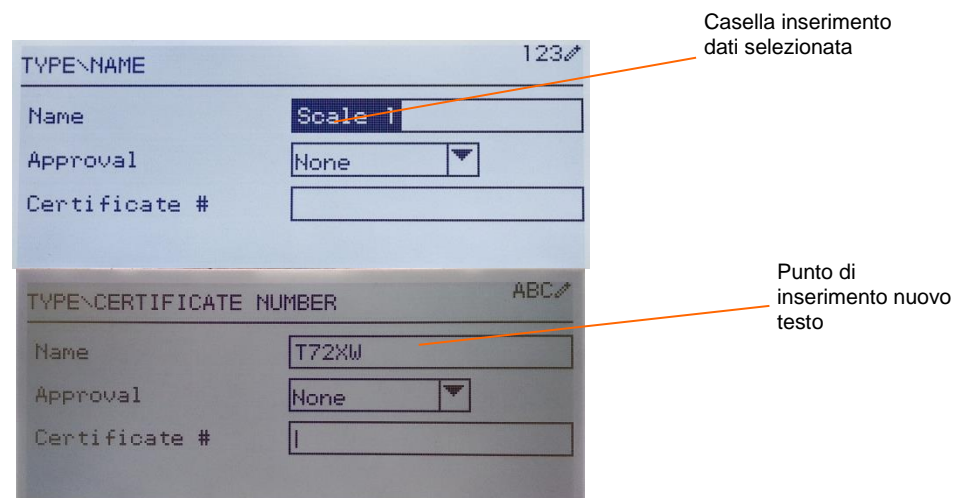 Casella inserimento
dati selezionata
TYPE\NAME 123
Name Scale 1
Approval None
Certificate #
Punto di
inserimento nuovo
testo
TYPE\CERTIFICATE NUMBER ABC
Name T72XW
Approval None
Certificate #